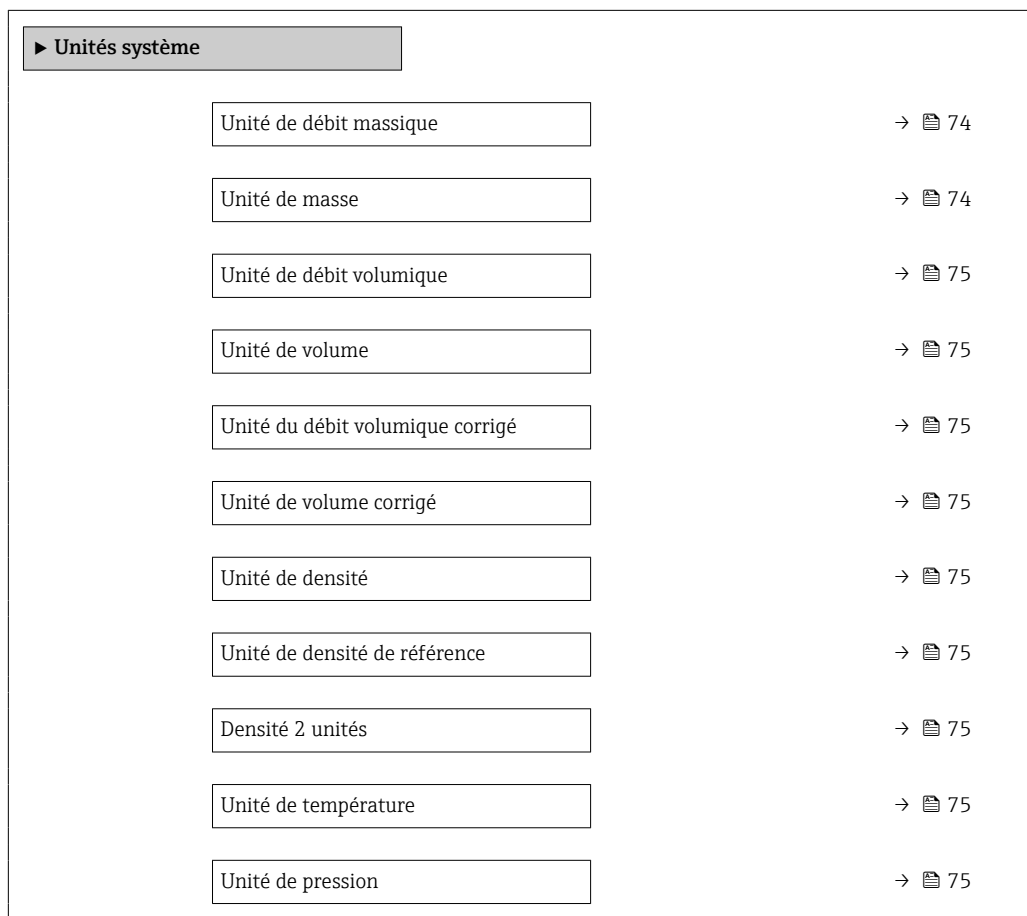 ▶ Unités système
Unité de débit massique → 74
Unité de masse → 74
Unité de débit volumique → 75
Unité de volume → 75
Unité du débit volumique corrigé → 75
Unité de volume corrigé → 75
Unité de densité → 75
Unité de densité de référence → 75
Densité 2 unités → 75
Unité de température → 75
Unité de pression → 75